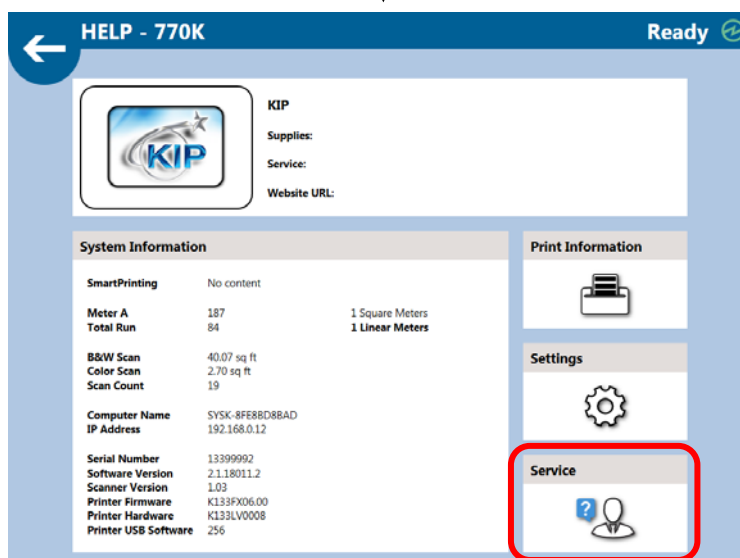 HELP - 770K
Ready
KIP
KIP
Supplies:
Service:
Website URL:
System Information
SmartPrinting No content
Meter A 187 1 Square Meters
Total Run 84 1 Linear Meters
B&W Scan 40.07 sq ft
Color Scan 2.70 sq ft
Scan Count 19
Computer Name SYSK-8FE8BD8BAD
IP Address 192.168.0.12
Serial Number 13399992
Software Version 2.1.18011.2
Scanner Version 1.03
Printer Firmware K133FX06.00
Printer Hardware K133LV0008
Printer USB Software 256
Print Information
Settings
Service
?